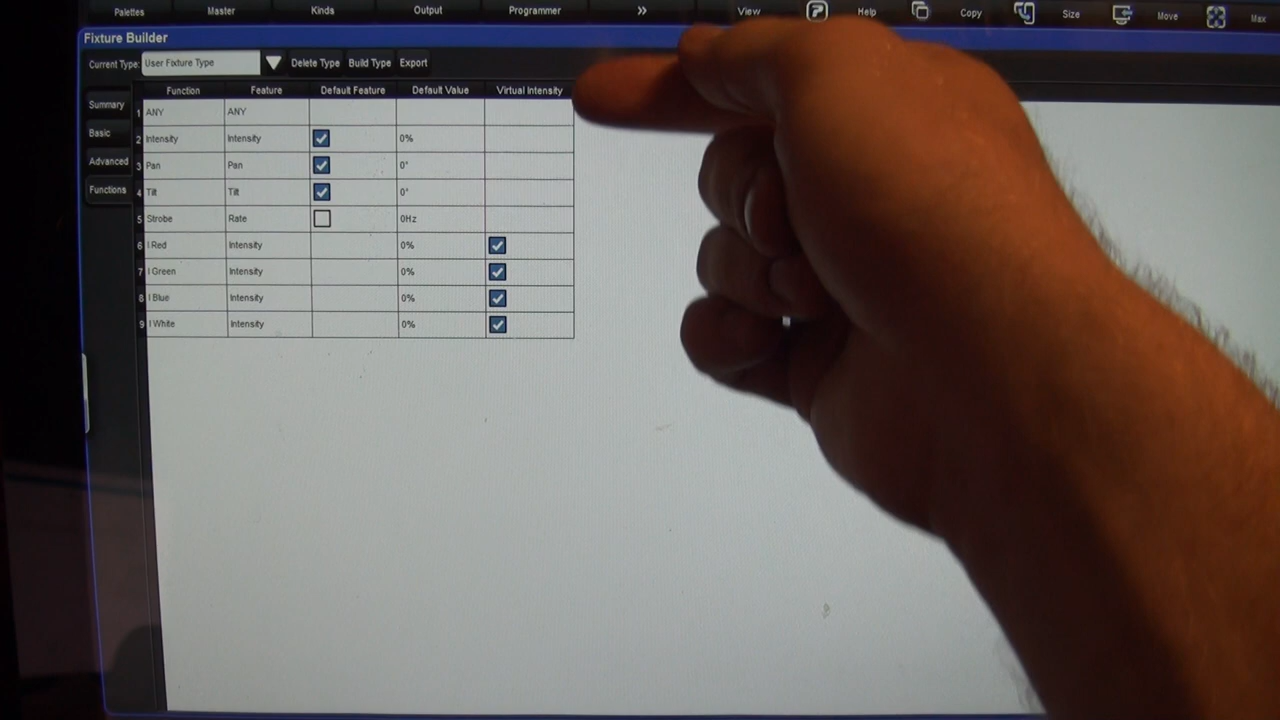 Palettes Master Kinds Output Programmer » View Help Copy Size Move Max
Fixture Builder
Current Type: User Fixture Type Delete Type Build Type Export
Summary
Basic
Advanced
Functions
Function Feature Default Feature Default Value Virtual Intensity
1 ANY ANY
2 Intensity Intensity 0%
3 Pan Pan 0°
4 Tilt Tilt 0°
5 Strobe Rate 0Hz
6 I Red Intensity 0%
7 I Green Intensity 0%
8 I Blue Intensity 0%
9 I White Intensity 0%